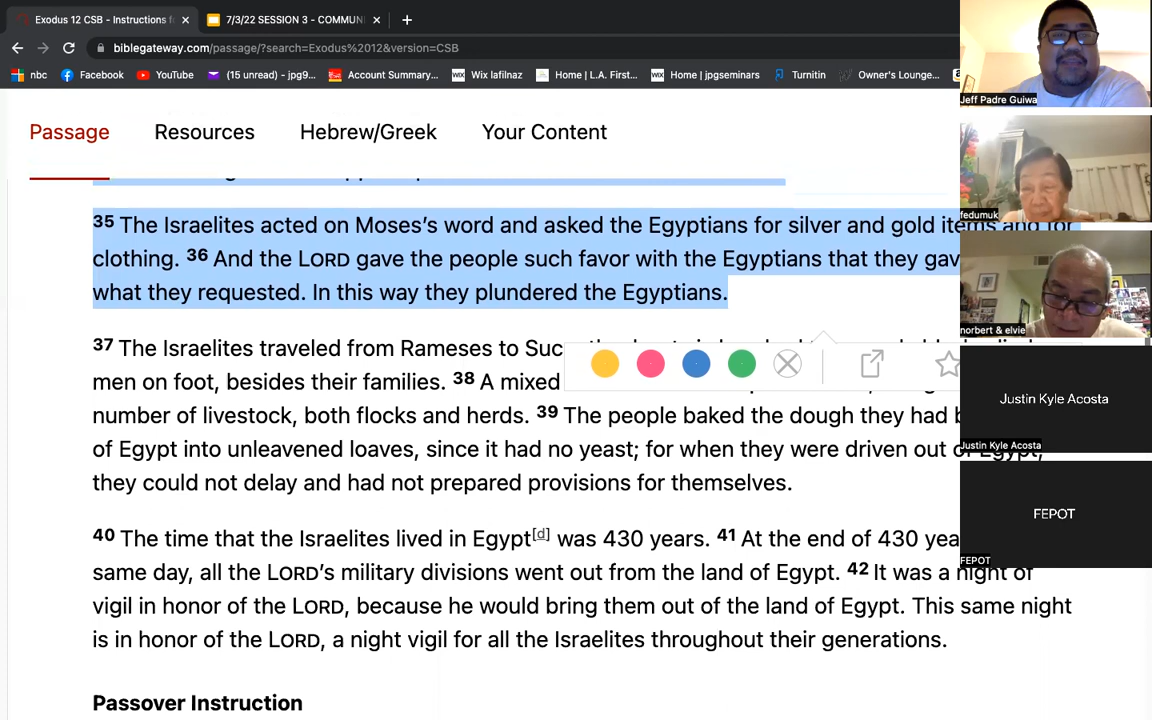 Exodus 12 CSB - Instructions f
7/3/22 SESSION 3 - COMMUN
biblegateway.com/passage/?search=Exodus%2012&version=CSB
nbc Facebook YouTube (15 unread) - jpg9... Account Summary... Wix lafilnaz Home | L.A. First... Home | jpgseminars Turnitin Owner's Lounge...
Passage Resources Hebrew/Greek Your Content
35 The Israelites acted on Moses's word and asked the Egyptians for silver and gold items and for
clothing. 36 And the LORD gave the people such favor with the Egyptians that they gav
what they requested. In this way they plundered the Egyptians.
37 The Israelites traveled from Rameses to Suc
men on foot, besides their families. 38 A mixed
number of livestock, both flocks and herds. 39 The people baked the dough they had b
of Egypt into unleavened loaves, since it had no yeast; for when they were driven out of Egypt,
they could not delay and had not prepared provisions for themselves.
40 The time that the Israelites lived in Egypt[d] was 430 years. 41 At the end of 430 yea
same day, all the LORD's military divisions went out from the land of Egypt. 42 It was a night of
vigil in honor of the LORD, because he would bring them out of the land of Egypt. This same night
is in honor of the LORD, a night vigil for all the Israelites throughout their generations.
Passover Instruction
Jeff Padre Guiwa
fedumuk
norbert & elvie
Justin Kyle Acosta
Justin Kyle Acosta
FEPOT
FEPOT